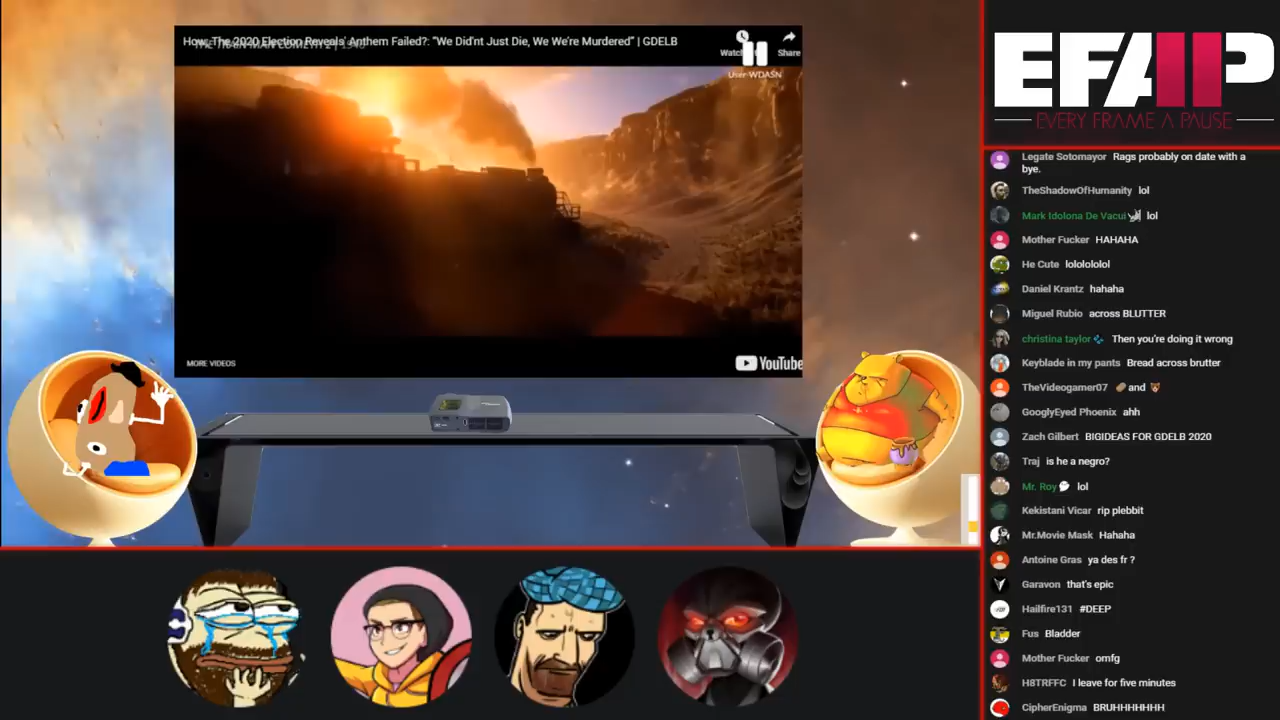 How: The 2020 Election Reveals' Anthem Failed?: "We Did'nt Just Die, We We're Murdered" | GDELB
Share
User-WDASN
MORE VIDEOS
YouTube
EFAP
EVERY FRAME A PAUSE
Legate Sotomayor Rags probably on date with a
bye.
TheShadowOfHumanity lol
Mark Idolona De Vacui lol
Mother Fucker HAHAHA
He Cute lolololololol
Daniel Krantz hahaha
Miguel Rubio across BLUTTER
christina taylor Then you're doing it wrong
Keyblade in my pants Bread across brutter
TheVideogamer07 🥔 and 🐻
GooglyEyed Phoenix ahh
Zach Gilbert BIGIDEAS FOR GDELB 2020
Traj is he a negro?
Mr. Roy lol
Kekistani Vicar rip plebbit
Mr.Movie Mask Hahaha
Antoine Gras ya des fr ?
Garavon that's epic
Hailfire131 #DEEP
Fus Bladder
Mother Fucker omfg
H8TRFFC I leave for five minutes
CipherEnigma BRUHHHHHHH